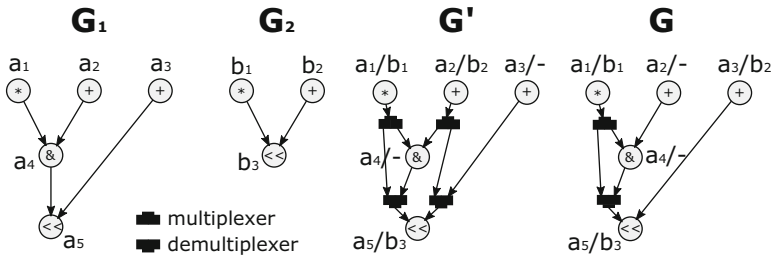 G₁ G₂ G' G
a₁ a₂ a₃ b₁ b₂ a₁/b₁ a₂/b₂ a₃/- a₁/b₁ a₂/- a₃/b₂
* + + * + * + + * + +
a₄ & b₃ << a₄/- & & a₄/-
<< a₅ a₅/b₃ << a₅/b₃ <<
multiplexer
demultiplexer